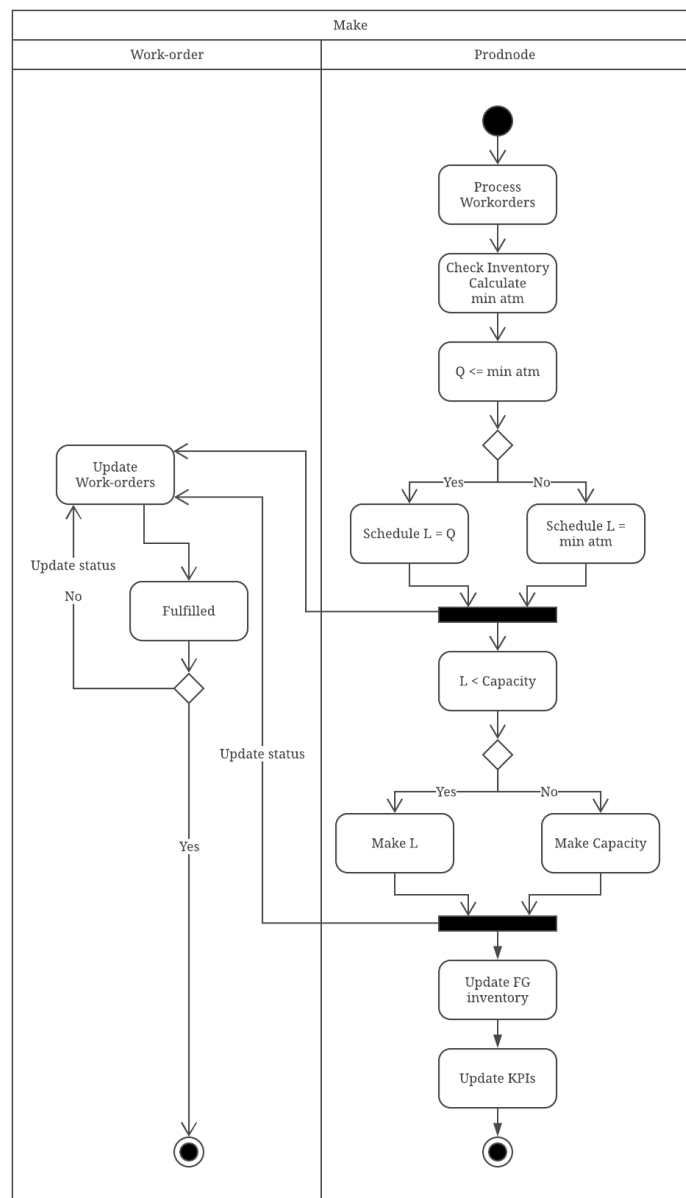 Make
Work-order
Prodnode
Process
Workorders
Check Inventory
Calculate
min atm
Q <= min atm
Yes
No
Schedule L = Q
Schedule L =
min atm
Update
Work-orders
Update status
No
Fulfilled
L < Capacity
Update status
Yes
No
Make L
Make Capacity
Yes
Update FG
inventory
Update KPIs